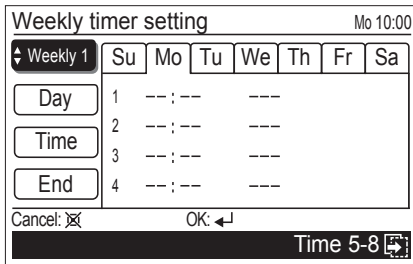 Weekly timer setting Mo 10:00
Weekly 1 Su Mo Tu We Th Fr Sa
Day 1 --:-- ---
2 --:-- ---
Time
3 --:-- ---
End 4 --:-- ---
Cancel: OK:
Time 5-8